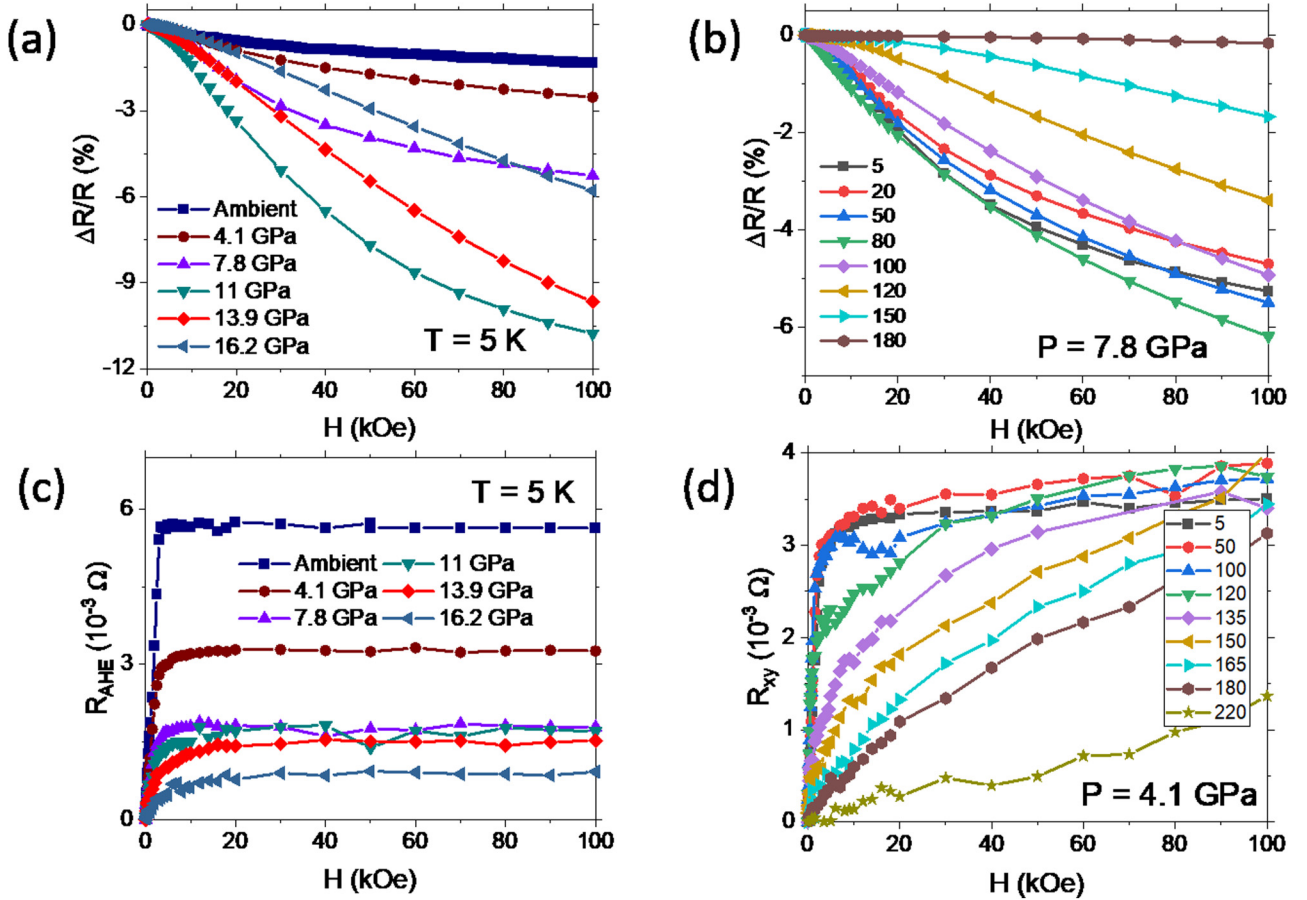 (a)
0
-3
-6
-9
-12
ΔR/R (%)
Ambient
4.1 GPa
7.8 GPa
11 GPa
13.9 GPa
16.2 GPa
T = 5 K
0 20 40 60 80 100
H (kOe)
(b)
0
-2
-4
-6
ΔR/R (%)
5
20
50
80
100
120
150
180
P = 7.8 GPa
0 20 40 60 80 100
H (kOe)
(c)
6
3
0
R_AHE (10⁻³ Ω)
T = 5 K
Ambient 11 GPa
4.1 GPa 13.9 GPa
7.8 GPa 16.2 GPa
0 20 40 60 80 100
H (kOe)
(d)
4
3
2
1
0
R_xy (10⁻³ Ω)
5
50
100
120
135
150
165
180
220
P = 4.1 GPa
0 20 40 60 80 100
H (kOe)